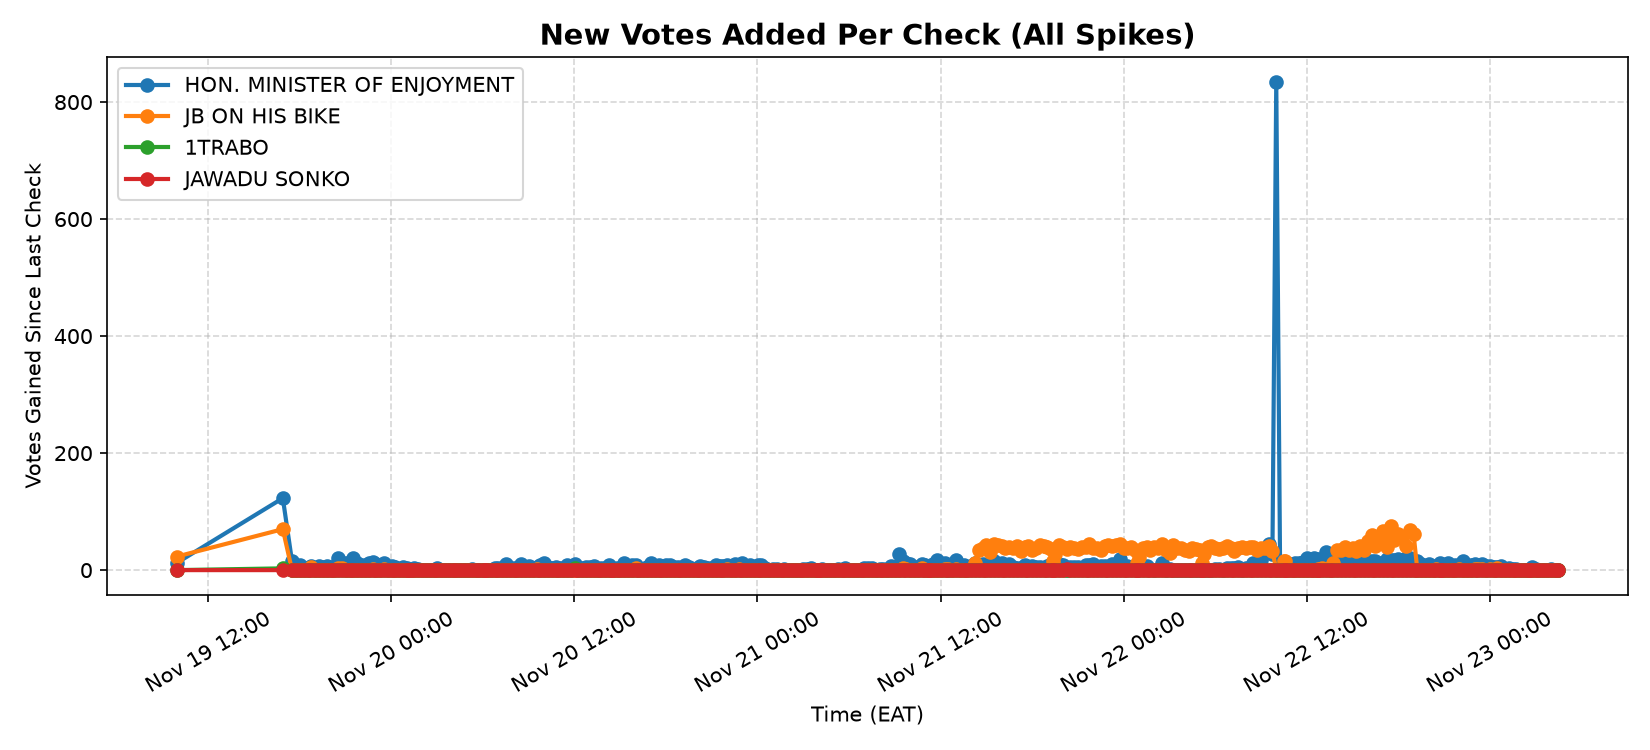 New Votes Added Per Check (All Spikes)
HON. MINISTER OF ENJOYMENT
JB ON HIS BIKE
1TRABO
JAWADU SONKO
Votes Gained Since Last Check
800
600
400
200
0
Nov 19 12:00
Nov 20 00:00
Nov 20 12:00
Nov 21 00:00
Nov 21 12:00
Nov 22 00:00
Nov 22 12:00
Nov 23 00:00
Time (EAT)